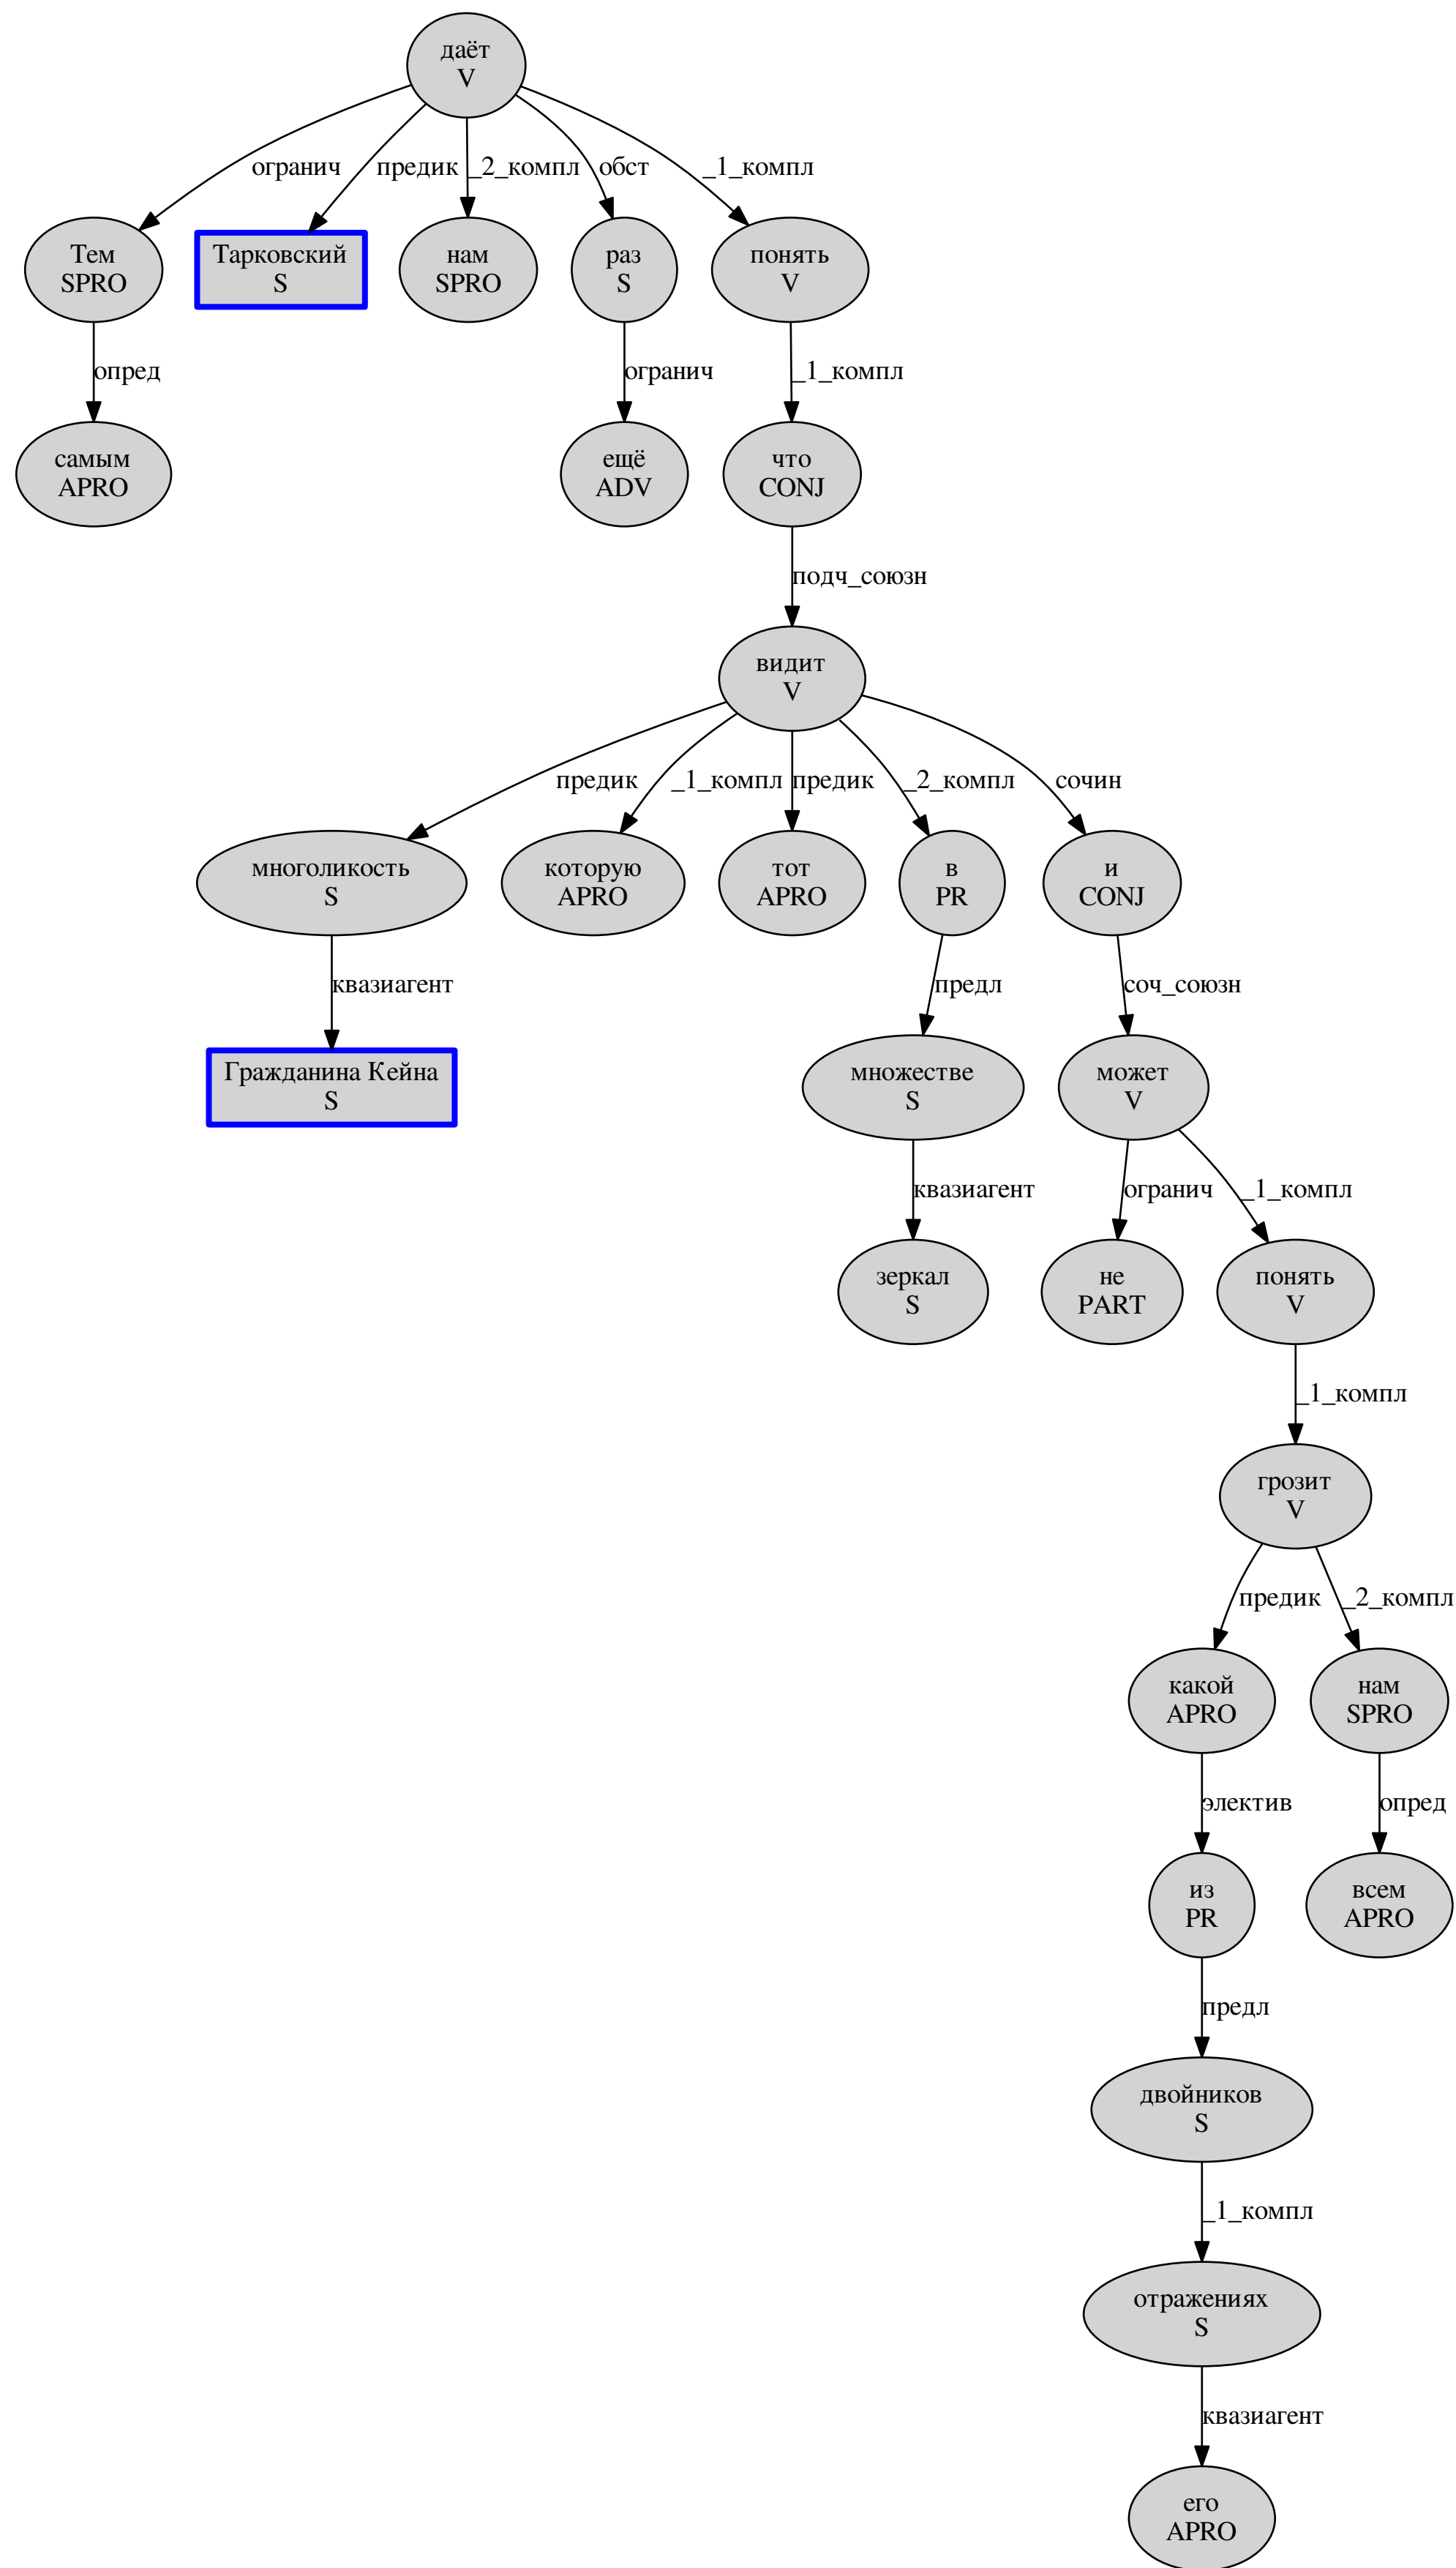 даёт
V
огранич
предик
_2_компл
обст
_1_компл
Тем
SPRO
Тарковский
S
нам
SPRO
раз
S
понять
V
опред
огранич
_1_компл
самым
APRO
ещё
ADV
что
CONJ
подч_союзн
видит
V
предик
_1_компл
предик
_2_компл
сочин
многоликость
S
которую
APRO
тот
APRO
в
PR
и
CONJ
квазиагент
предл
соч_союзн
Гражданина Кейна
S
множестве
S
может
V
квазиагент
огранич
_1_компл
зеркал
S
не
PART
понять
V
_1_компл
грозит
V
предик
_2_компл
какой
APRO
нам
SPRO
электив
опред
из
PR
всем
APRO
предл
двойников
S
_1_компл
отражениях
S
квазиагент
его
APRO